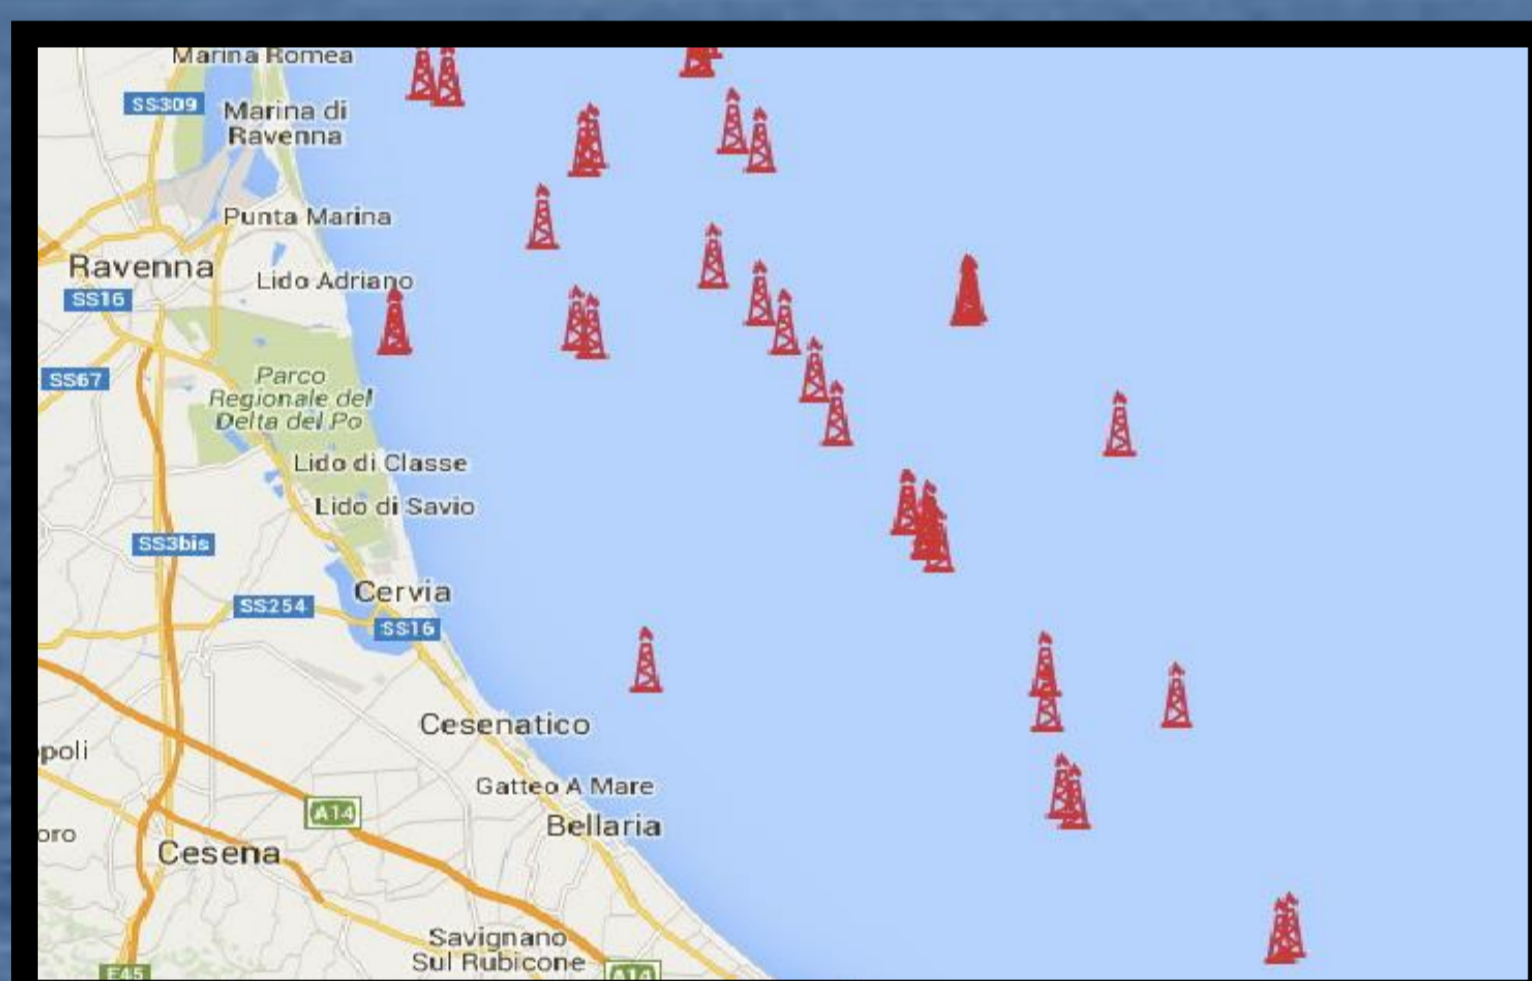 Marina Romea
SS309
Marina di
Ravenna
Punta Marina
Ravenna
Lido Adriano
SS16
SS67
Parco
Regionale del
Delta del Po
Lido di Classe
Lido di Savio
SS3bis
Cervia
SS254
SS16
Cesenatico
poli
Gatteo A Mare
A14
Bellaria
oro
Cesena
Savignano
Sul Rubicone
E45
A14